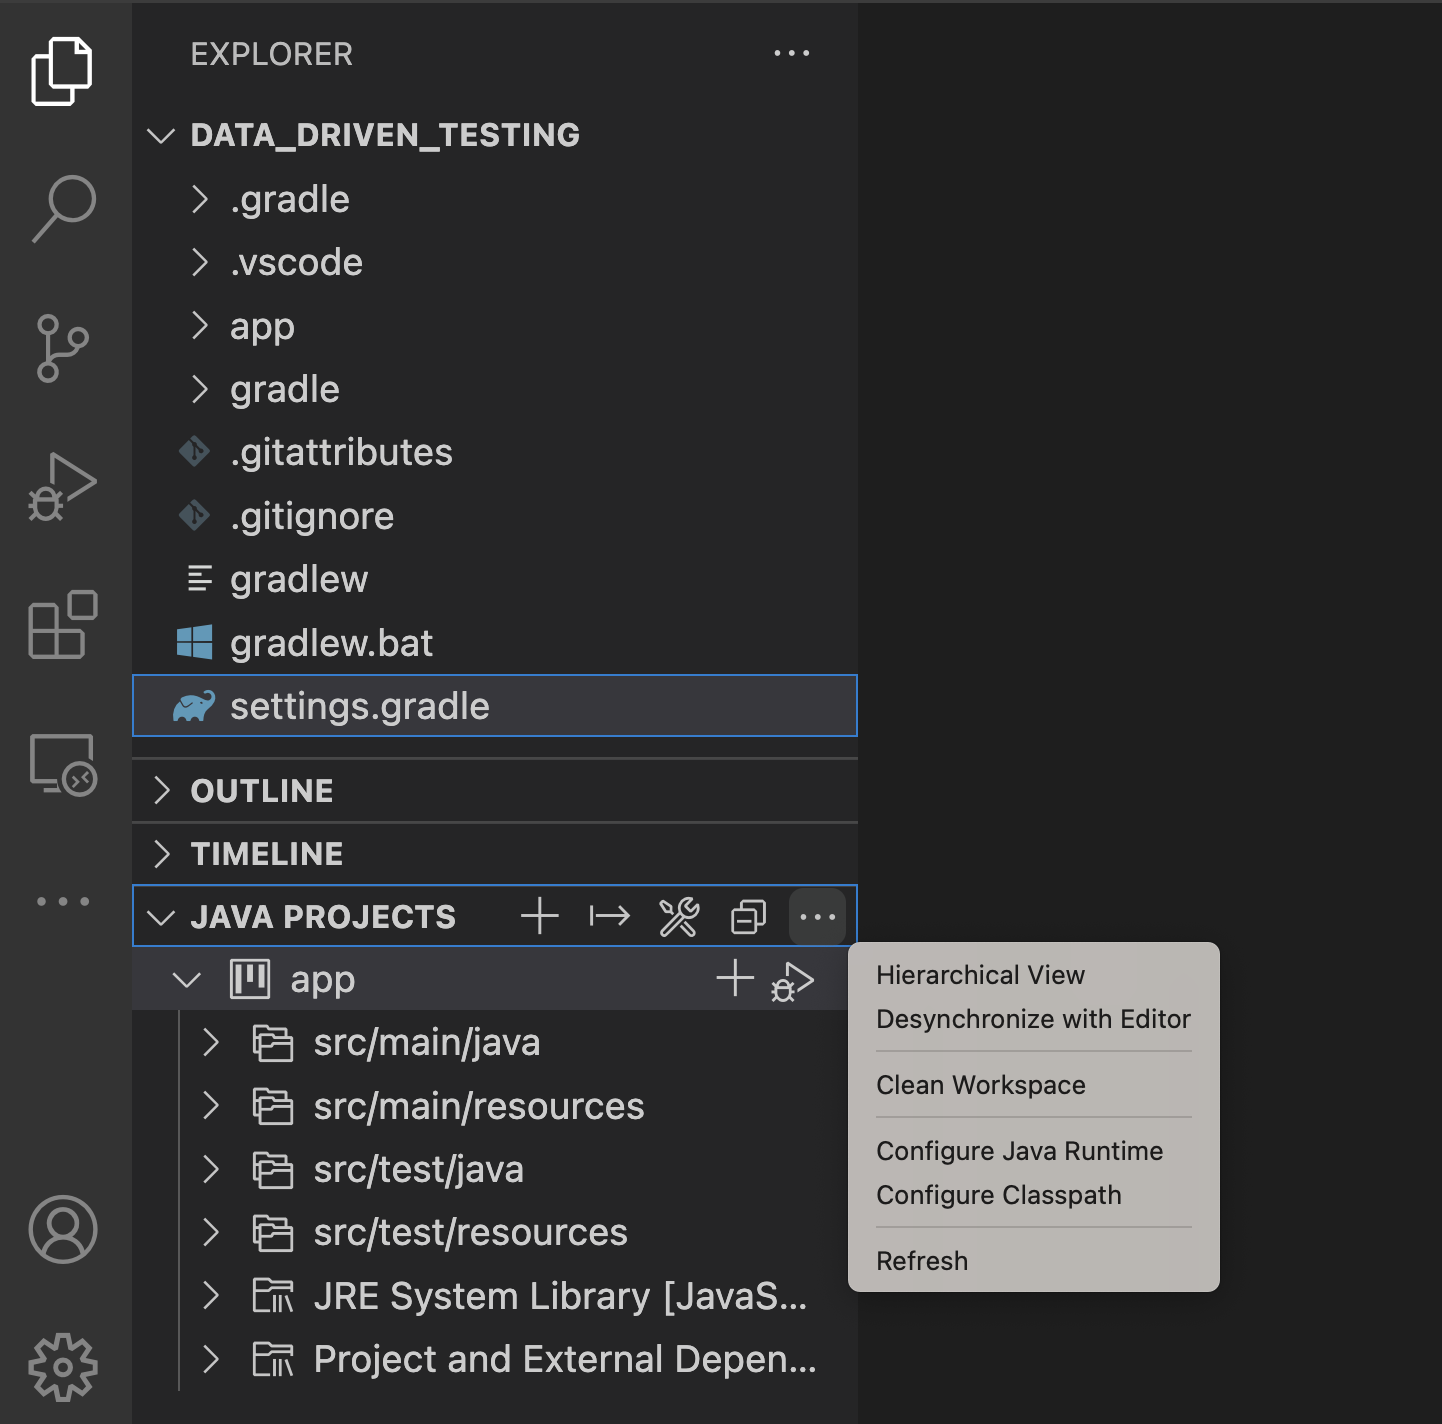 EXPLORER
DATA_DRIVEN_TESTING
.gradle
.vscode
app
gradle
.gitattributes
.gitignore
gradlew
gradlew.bat
settings.gradle
OUTLINE
TIMELINE
JAVA PROJECTS
app
src/main/java
src/main/resources
src/test/java
src/test/resources
JRE System Library [JavaS...
Project and External Depen...
Hierarchical View
Desynchronize with Editor
Clean Workspace
Configure Java Runtime
Configure Classpath
Refresh